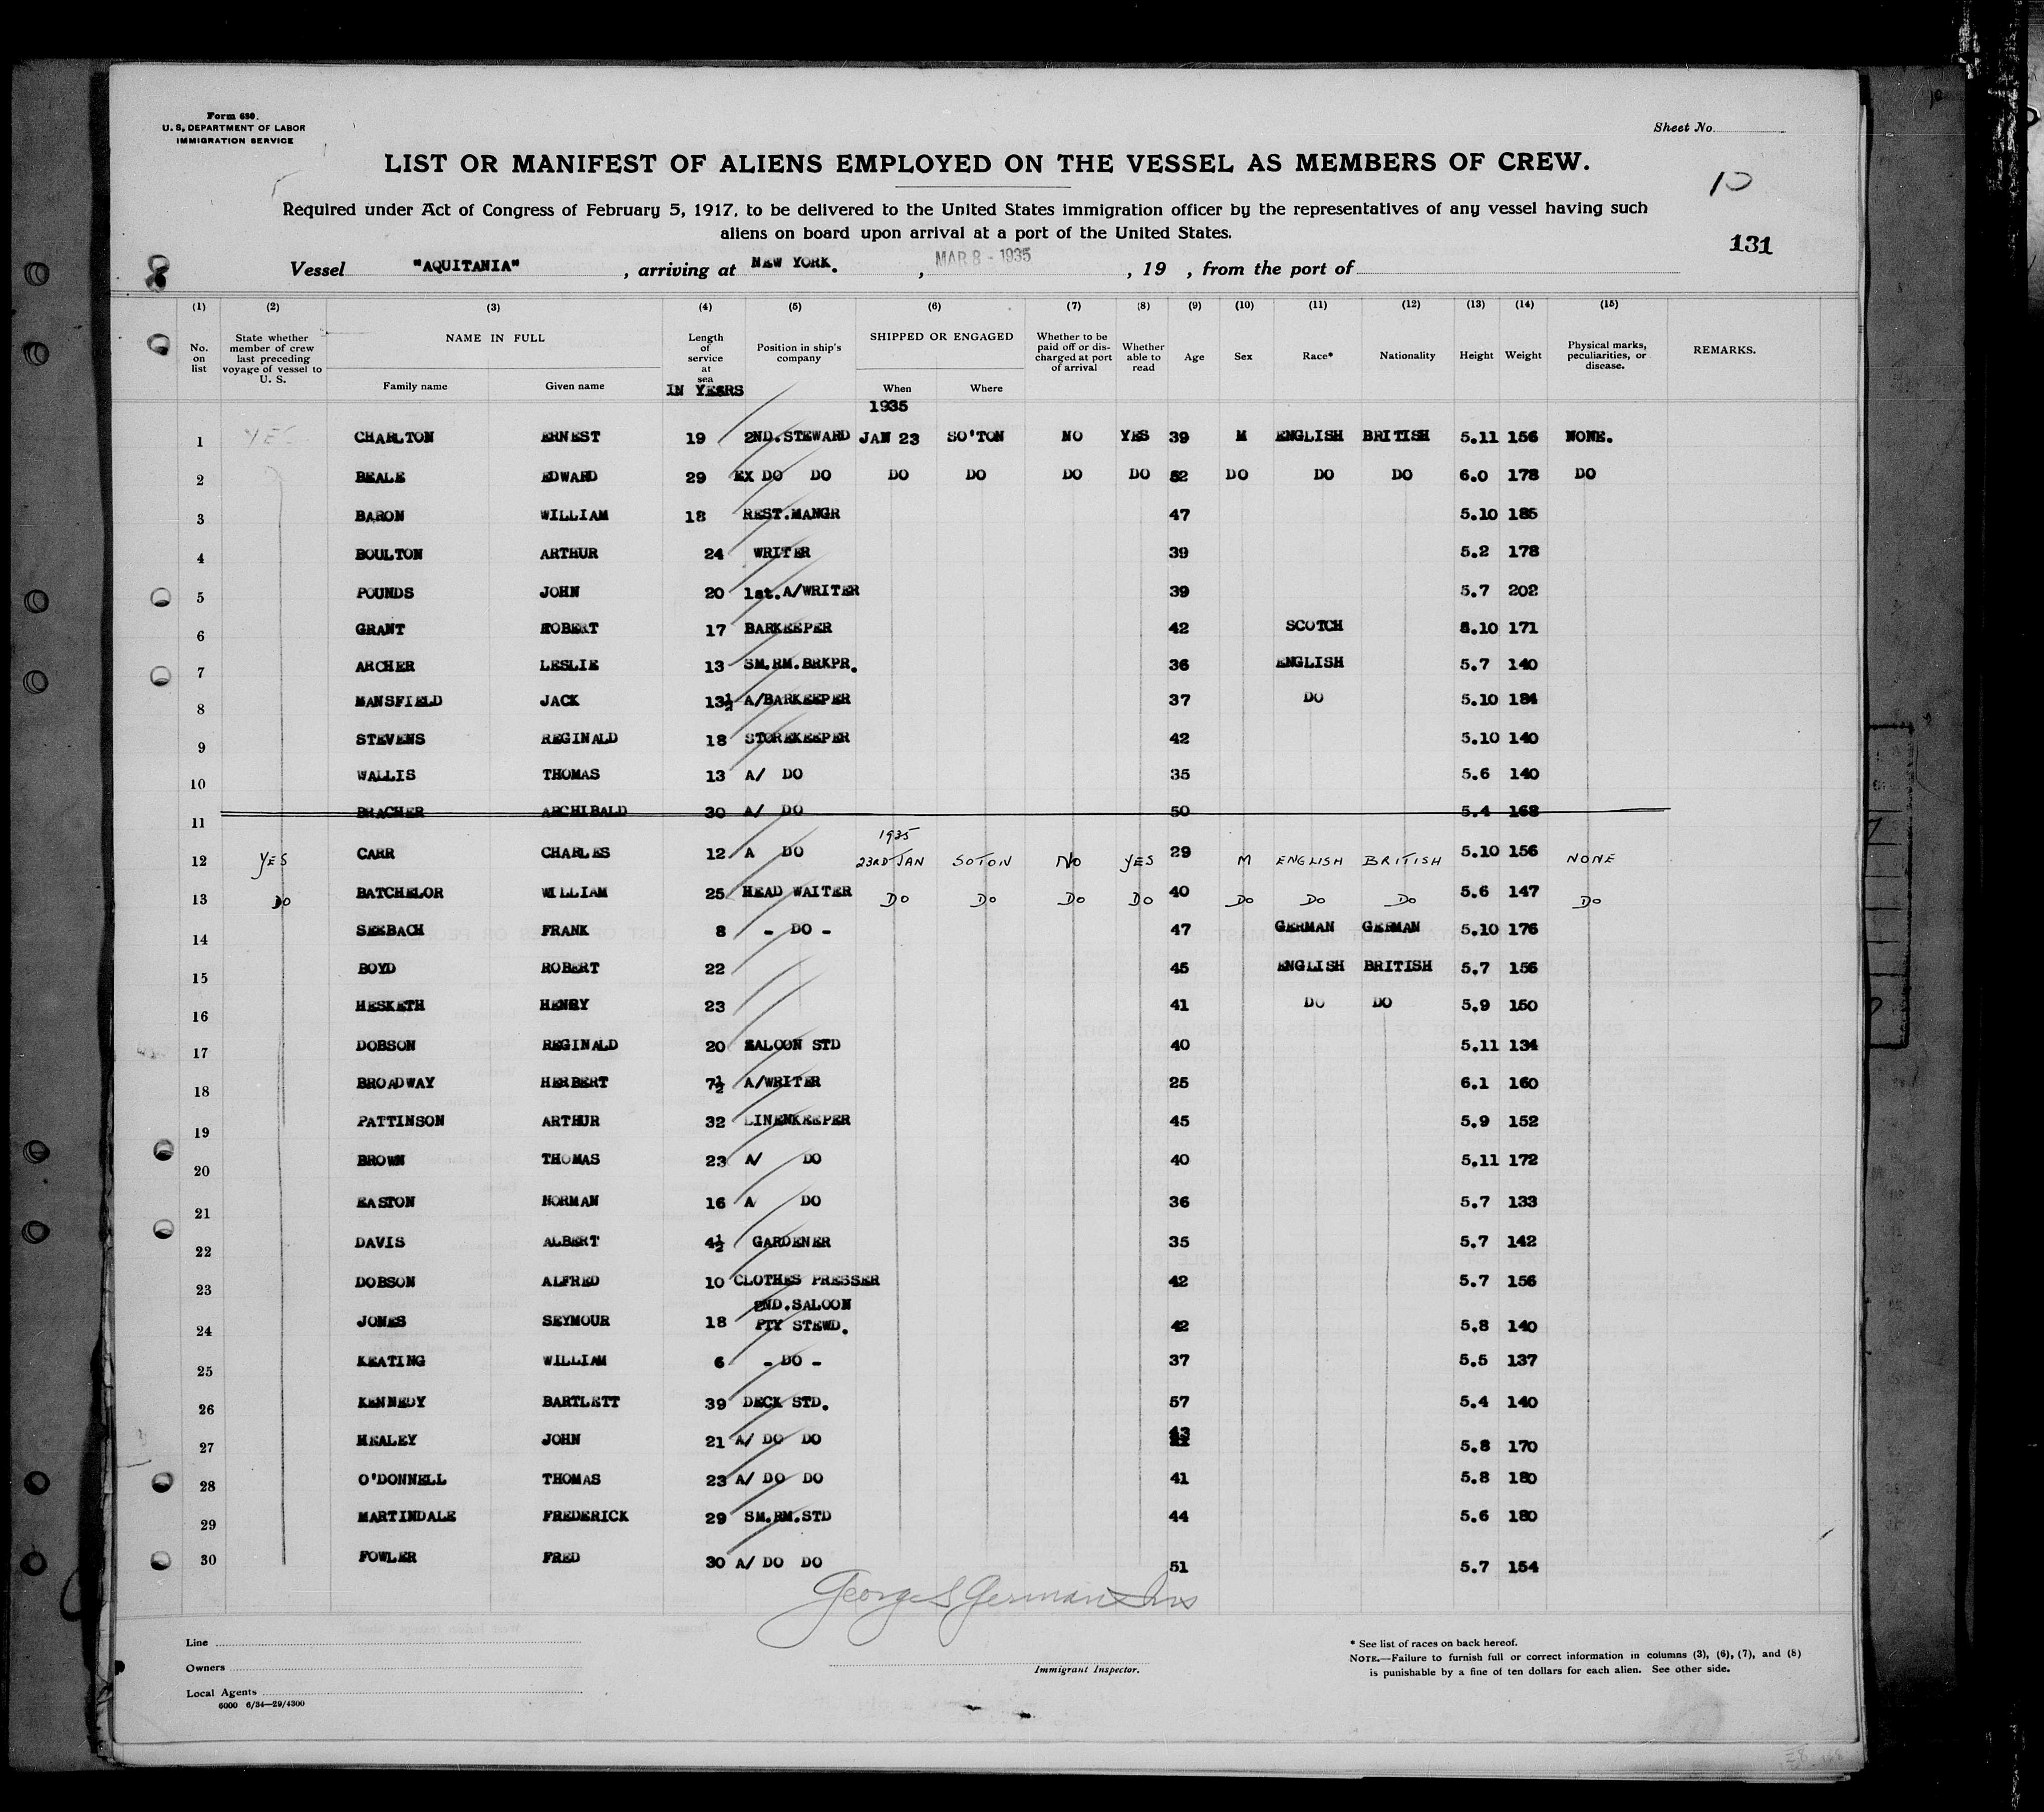 Form 680.
U. S. DEPARTMENT OF LABOR
IMMIGRATION SERVICE
Sheet No.
LIST OR MANIFEST OF ALIENS EMPLOYED ON THE VESSEL AS MEMBERS OF CREW.
10
Required under Act of Congress of February 5, 1917, to be delivered to the United States immigration officer by the representatives of any vessel having such
aliens on board upon arrival at a port of the United States.
131
Vessel "AQUITANIA", arriving at NEW YORK., MAR 8 - 1935, 19 , from the port of
(1) (2) (3) (4) (5) (6) (7) (8) (9) (10) (11) (12) (13) (14) (15)
No. on list State whether member of crew last preceding voyage of vessel to U. S. NAME IN FULL Family name Given name Length of service at sea IN YEARS Position in ship's company SHIPPED OR ENGAGED When Where Whether to be paid off or discharged at port of arrival Whether able to read Age Sex Race* Nationality Height Weight Physical marks, peculiarities, or disease. REMARKS.
1935
1 YES CHARLTON ERNEST 19 2ND.STEWARD JAN 23 SO'TON NO YES 39 M ENGLISH BRITISH 5.11 156 NONE.
2 BEALE EDWARD 29 EX DO DO DO DO DO DO 52 DO DO DO 6.0 178 DO
3 BARON WILLIAM 18 REST.MANGR 47 5.10 185
4 BOULTON ARTHUR 24 WRITER 39 5.2 178
5 POUNDS JOHN 20 1st.A/WRITER 39 5.7 202
6 GRANT ROBERT 17 BARKEEPER 42 SCOTCH 5.10 171
7 ARCHER LESLIE 13 SM.RM.BRKPR. 36 ENGLISH 5.7 140
8 MANSFIELD JACK 13½ A/BARKEEPER 37 DO 5.10 184
9 STEVENS REGINALD 18 STOREKEEPER 42 5.10 140
10 WALLIS THOMAS 13 A/ DO 35 5.6 140
11 BRACHER ARCHIBALD 30 A/ DO 50 5.4 168
1935
12 YES CARR CHARLES 12 A DO 23RD JAN SOTON NO YES 29 M ENGLISH BRITISH 5.10 156 NONE
13 DO BATCHELOR WILLIAM 25 HEAD WAITER DO DO DO DO 40 DO DO DO 5.6 147 DO
14 SEEBACH FRANK 8 - DO - 47 GERMAN GERMAN 5.10 176
15 BOYD ROBERT 22 45 ENGLISH BRITISH 5.7 156
16 HESKETH HENRY 23 41 DO DO 5.9 150
17 DOBSON REGINALD 20 SALOON STD 40 5.11 134
18 BROADWAY HERBERT 7½ A/WRITER 25 6.1 160
19 PATTINSON ARTHUR 32 LINENKEEPER 45 5.9 152
20 BROWN THOMAS 23 A/ DO 40 5.11 172
21 EASTON NORMAN 16 A DO 36 5.7 133
22 DAVIS ALBERT 4½ GARDENER 35 5.7 142
23 DOBSON ALFRED 10 CLOTHES PRESSER 42 5.7 156
2ND.SALOON
24 JONES SEYMOUR 18 PTY STEWD. 42 5.8 140
25 KEATING WILLIAM 6 - DO - 37 5.5 137
26 KENNEDY BARTLETT 39 DECK STD. 57 5.4 140
27 HEALEY JOHN 21 A/ DO DO 43 5.8 170
28 O'DONNELL THOMAS 23 A/ DO DO 41 5.8 180
29 MARTINDALE FREDERICK 29 SM.RM.STD 44 5.6 180
30 FOWLER FRED 30 A/ DO DO 51 5.7 154
George S German Ins
Line
Owners
Local Agents
6000 6/34—29/4300
Immigrant Inspector.
* See list of races on back hereof.
NOTE.—Failure to furnish full or correct information in columns (3), (6), (7), and (8)
is punishable by a fine of ten dollars for each alien. See other side.